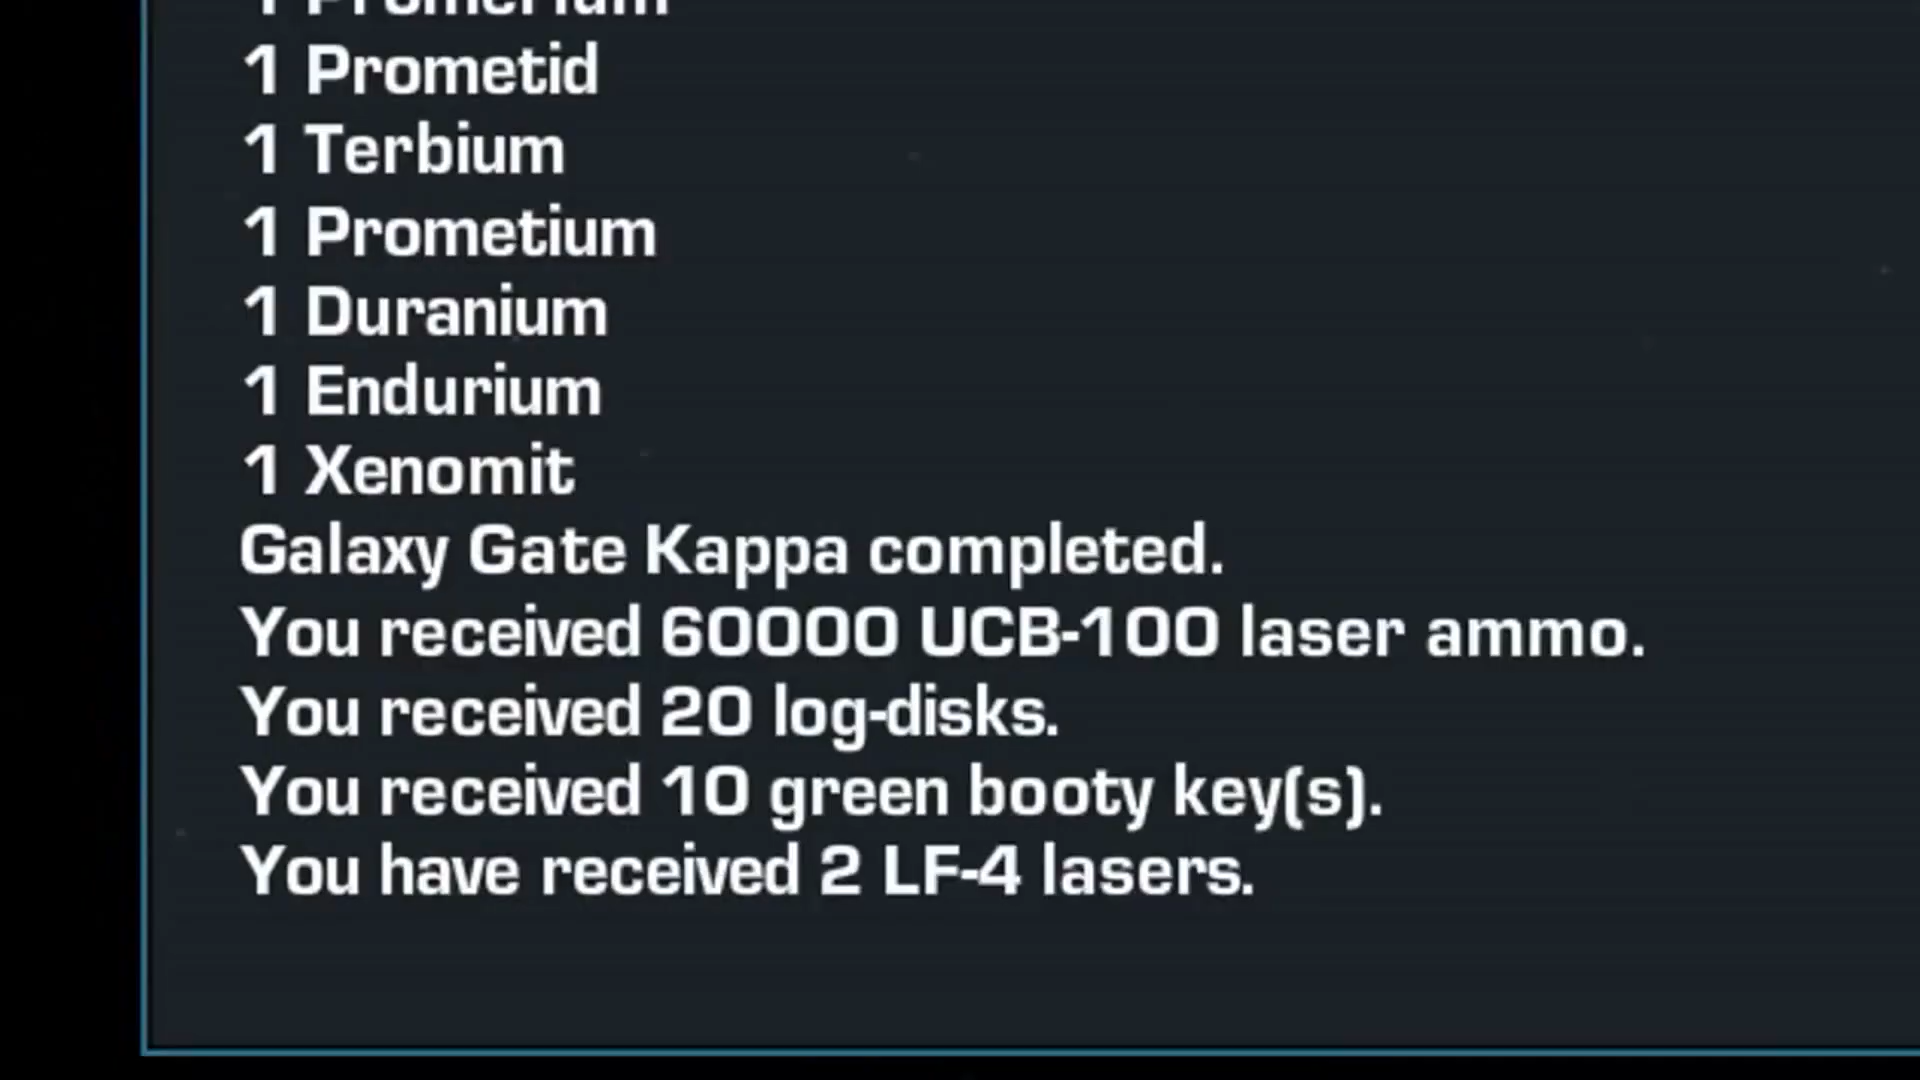 1 Promerium
1 Prometid
1 Terbium
1 Prometium
1 Duranium
1 Endurium
1 Xenomit
Galaxy Gate Kappa completed.
You received 60000 UCB-100 laser ammo.
You received 20 log-disks.
You received 10 green booty key(s).
You have received 2 LF-4 lasers.